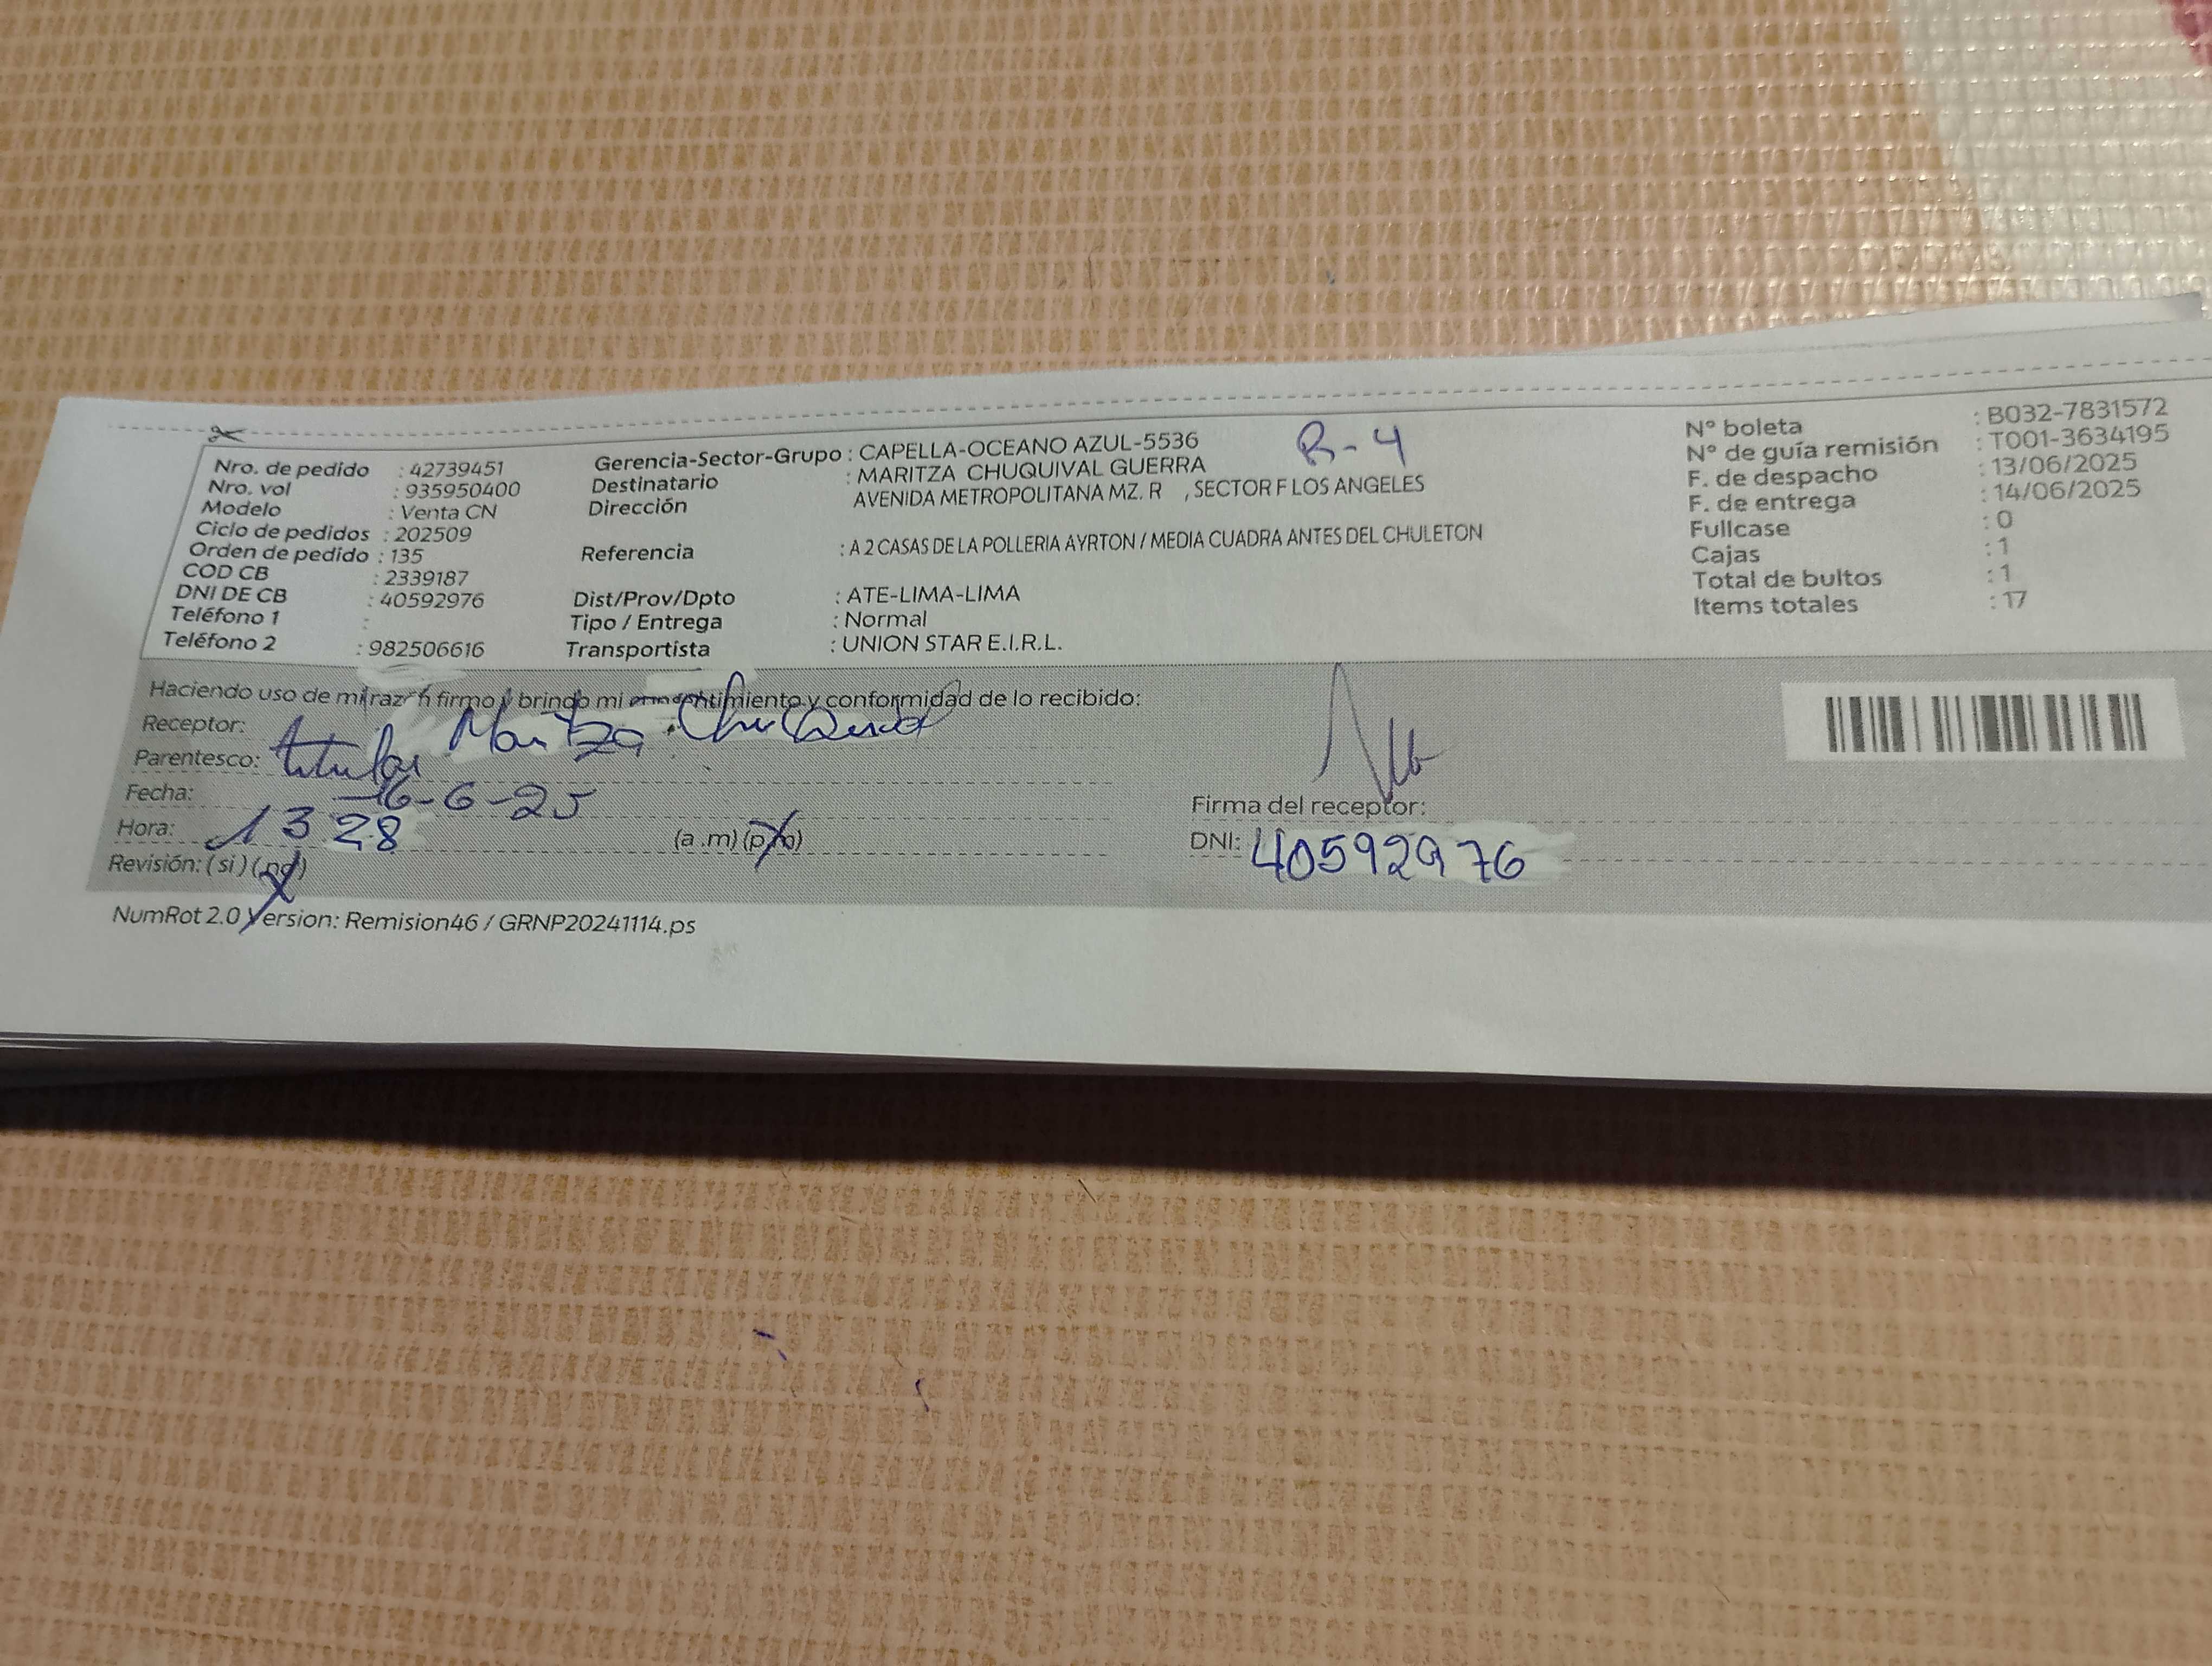 Nro. de pedido : 42739451
Nro. vol : 935950400
Modelo : Venta CN
Ciclo de pedidos : 202509
Orden de pedido : 135
COD CB : 2339187
DNI DE CB : 40592976
Teléfono 1 :
Teléfono 2 : 982506616
Gerencia-Sector-Grupo : CAPELLA-OCEANO AZUL-5536
Destinatario : MARITZA CHUQUIVAL GUERRA
Dirección AVENIDA METROPOLITANA MZ. R , SECTOR F LOS ANGELES
Referencia : A 2 CASAS DE LA POLLERIA AYRTON / MEDIA CUADRA ANTES DEL CHULETON
Dist/Prov/Dpto : ATE-LIMA-LIMA
Tipo / Entrega : Normal
Transportista : UNION STAR E.I.R.L.
R-4
N° boleta : B032-7831572
N° de guía remisión : T001-3634195
F. de despacho : 13/06/2025
F. de entrega : 14/06/2025
Fullcase : 0
Cajas : 1
Total de bultos : 1
Items totales : 17
Haciendo uso de mi razón firmo y brindo mi consentimiento y conformidad de lo recibido:
Receptor: Maritza Chuquival
Parentesco: titular
Fecha: 16-6-25
Hora: 13 28 (a.m) (p.m)
Revisión: ( si ) ( no )
Firma del receptor:
DNI: 40592976
NumRot 2.0 Version: Remision46 / GRNP20241114.ps